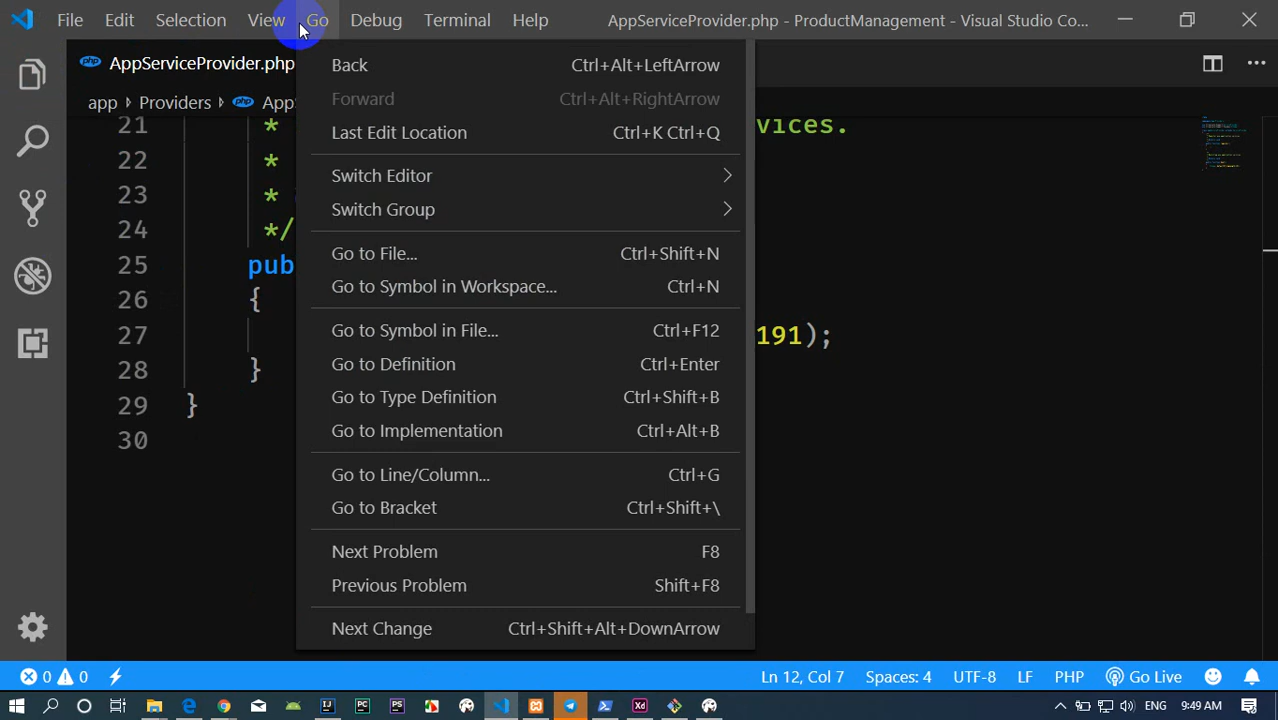 File Edit Selection View Go Debug Terminal Help AppServiceProvider.php - ProductManagement - Visual Studio Co...
php AppServiceProvider.php
app > Providers > php App
Back Ctrl+Alt+LeftArrow
Forward Ctrl+Alt+RightArrow
Last Edit Location Ctrl+K Ctrl+Q
Switch Editor
Switch Group
Go to File... Ctrl+Shift+N
Go to Symbol in Workspace... Ctrl+N
Go to Symbol in File... Ctrl+F12
Go to Definition Ctrl+Enter
Go to Type Definition Ctrl+Shift+B
Go to Implementation Ctrl+Alt+B
Go to Line/Column... Ctrl+G
Go to Bracket Ctrl+Shift+\
Next Problem F8
Previous Problem Shift+F8
Next Change Ctrl+Shift+Alt+DownArrow
21 * vices.
22 *
23 *
24 */
25 pub
26 {
27 191);
28 }
29 }
30
0 0 Ln 12, Col 7 Spaces: 4 UTF-8 LF PHP Go Live
IJ PC PS Xd ENG 9:49 AM